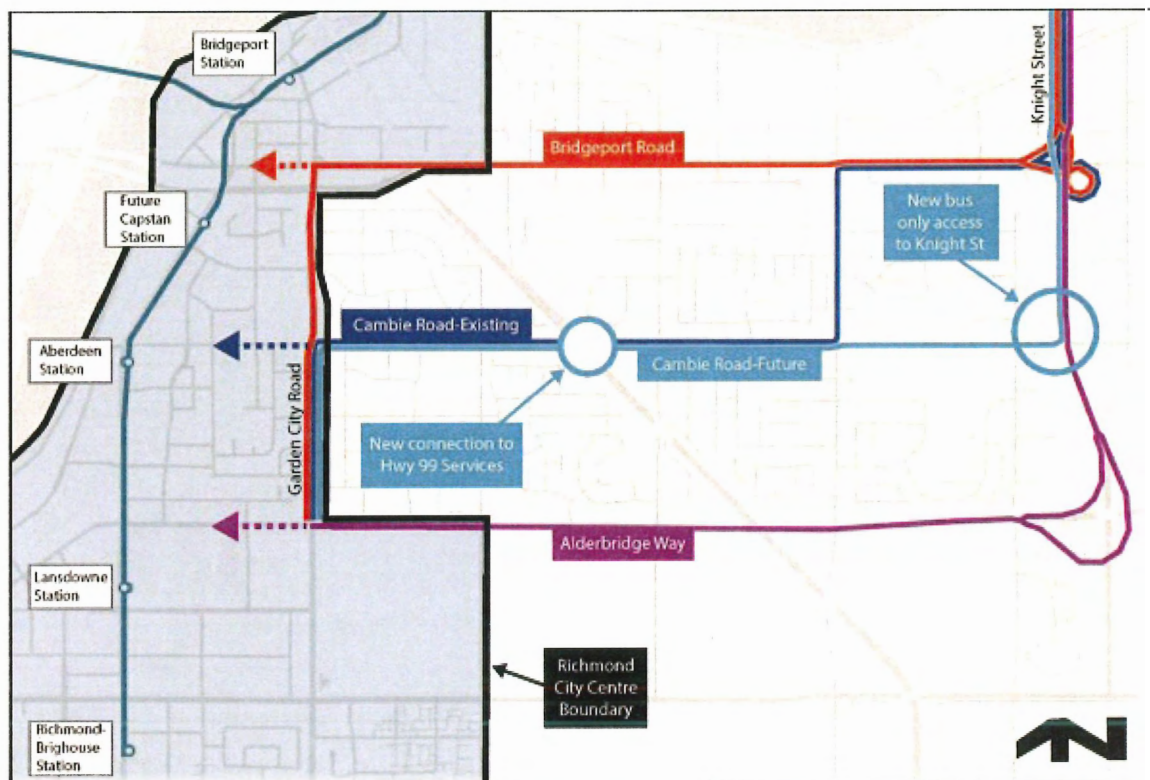 Bridgeport
Station
Knight Street
Bridgeport Road
Future
Capstan
Station
New bus
only access
to Knight St
Cambie Road-Existing
Aberdeen
Station
Cambie Road-Future
Garden City Road
New connection to
Hwy 99 Services
Alderbridge Way
Lansdowne
Station
Richmond
City Centre
Boundary
Richmond-
Brighouse
Station
N